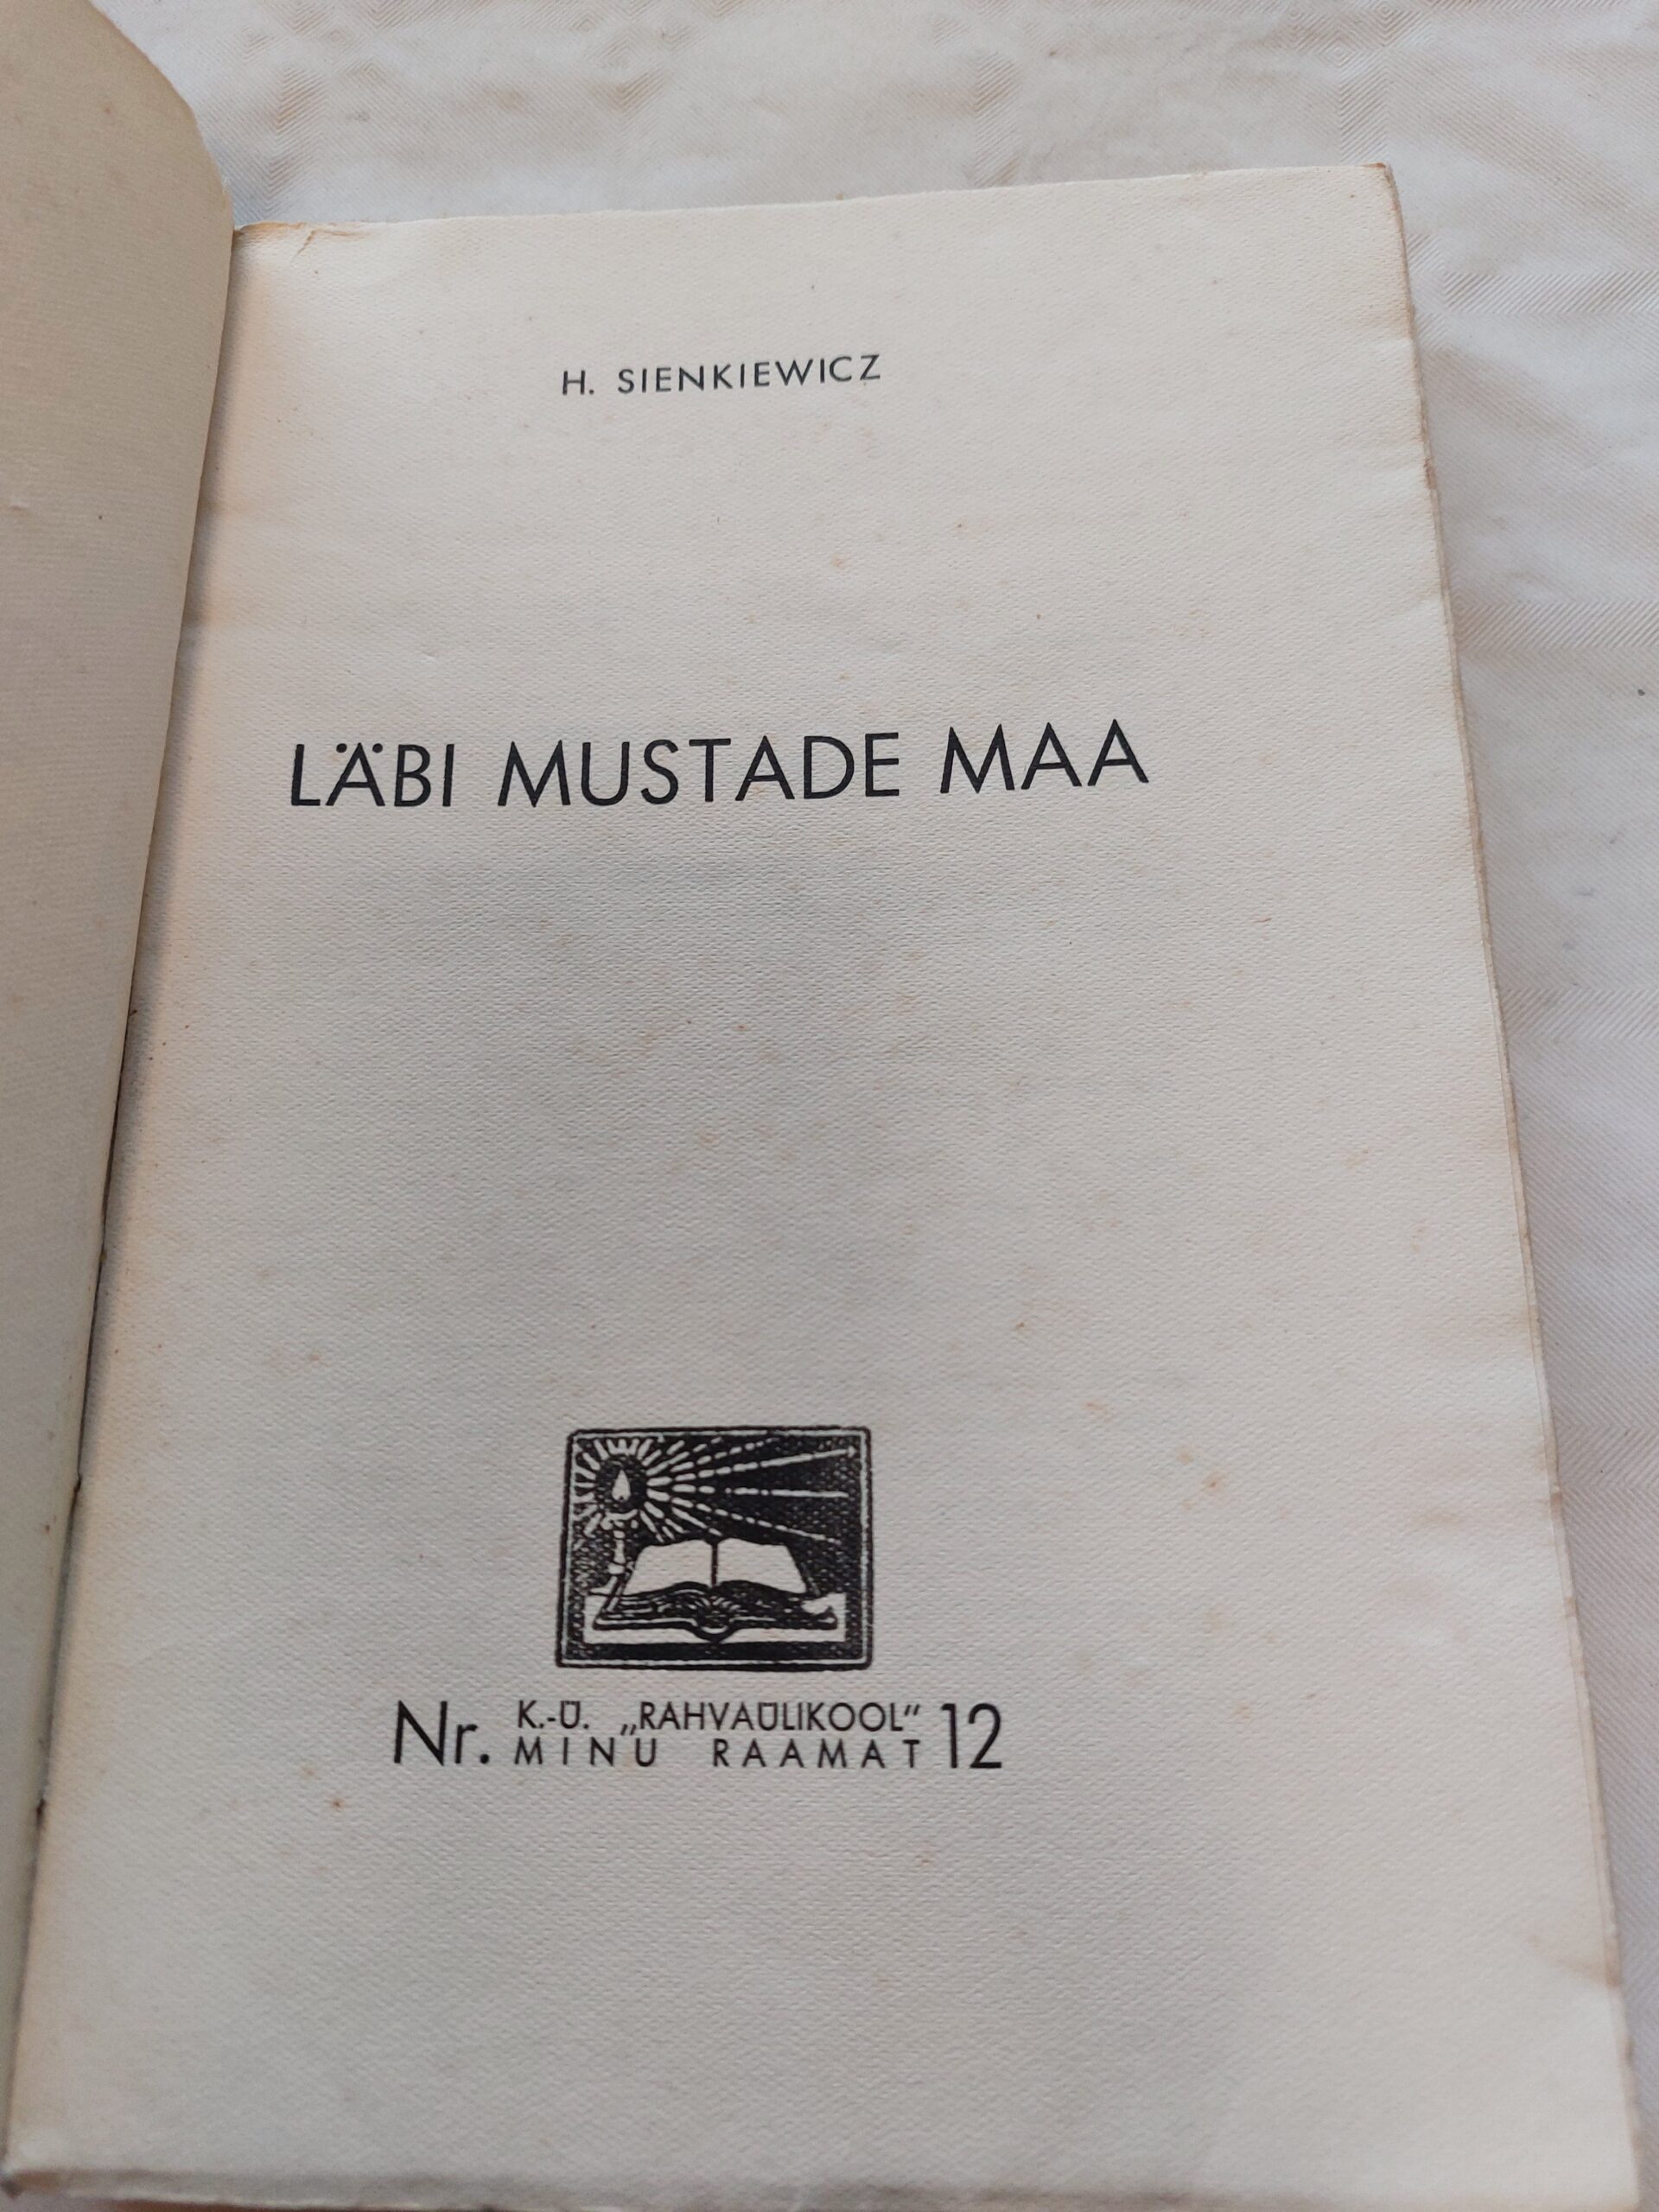 H. SIENKIEWICZ
LÄBI MUSTADE MAA
Nr. K.-Ü. „RAHVAÜLIKOOL“ 12
MINU RAAMAT